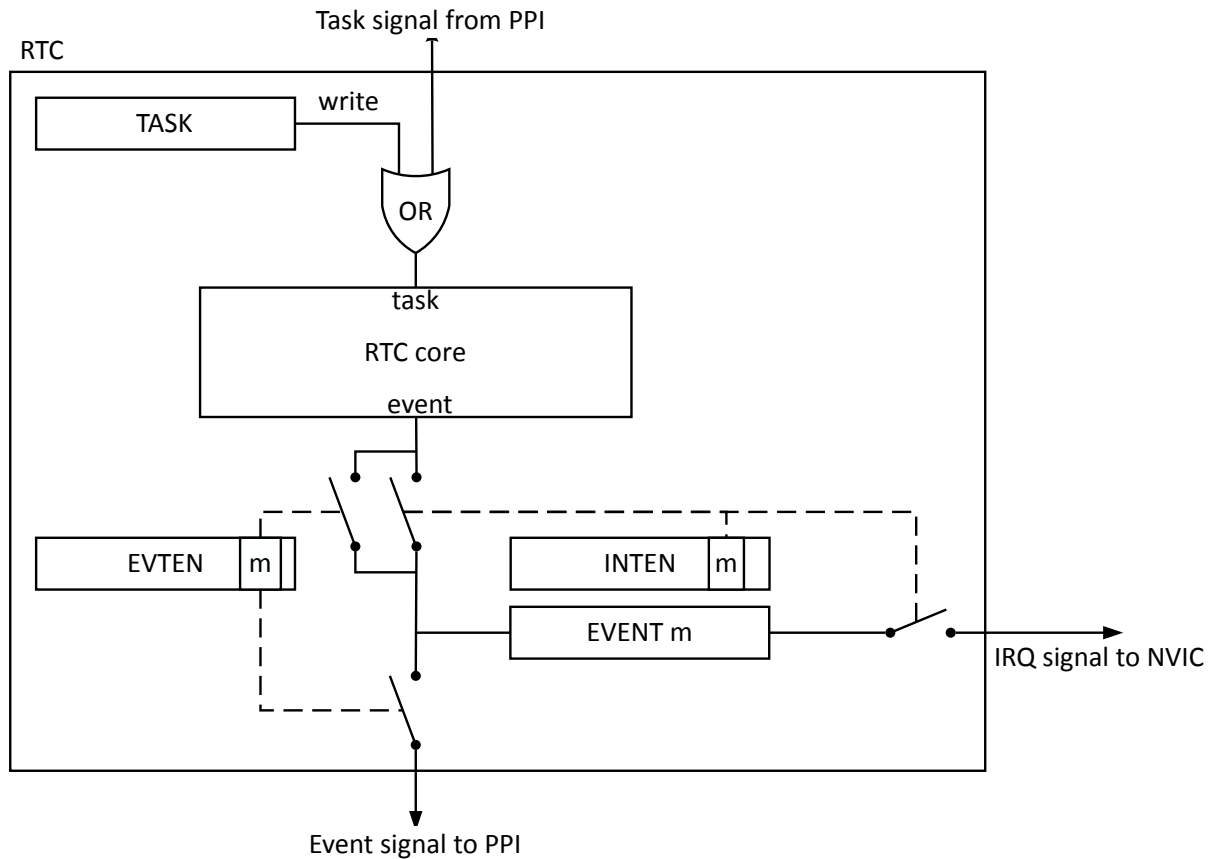 Task signal from PPI
RTC
write
TASK
OR
task
RTC core
event
EVTEN
m
INTEN
m
EVENT m
IRQ signal to NVIC
Event signal to PPI